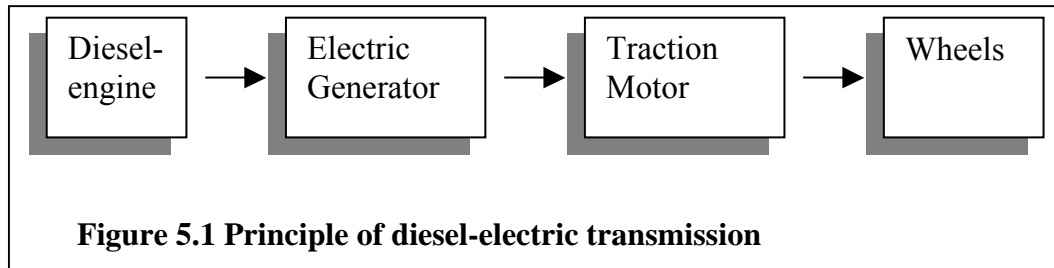 Diesel-
engine
Electric
Generator
Traction
Motor
Wheels
Figure 5.1 Principle of diesel-electric transmission